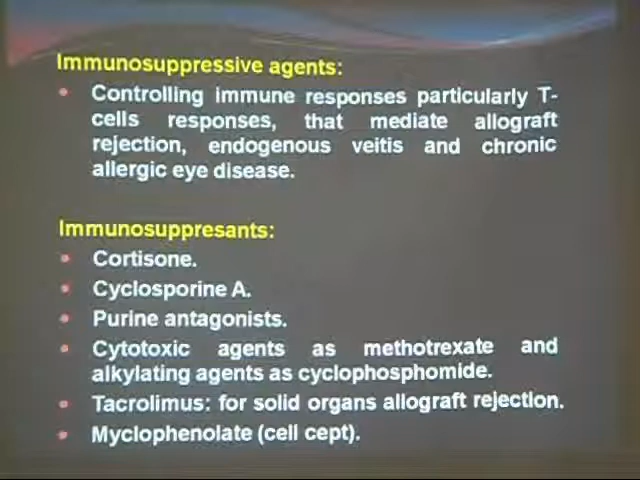 Immunosuppressive agents:
• Controlling immune responses particularly T-
cells responses, that mediate allograft
rejection, endogenous veitis and chronic
allergic eye disease.
Immunosuppresants:
• Cortisone.
• Cyclosporine A.
• Purine antagonists.
• Cytotoxic agents as methotrexate and
alkylating agents as cyclophosphomide.
• Tacrolimus: for solid organs allograft rejection.
• Myclophenolate (cell cept).